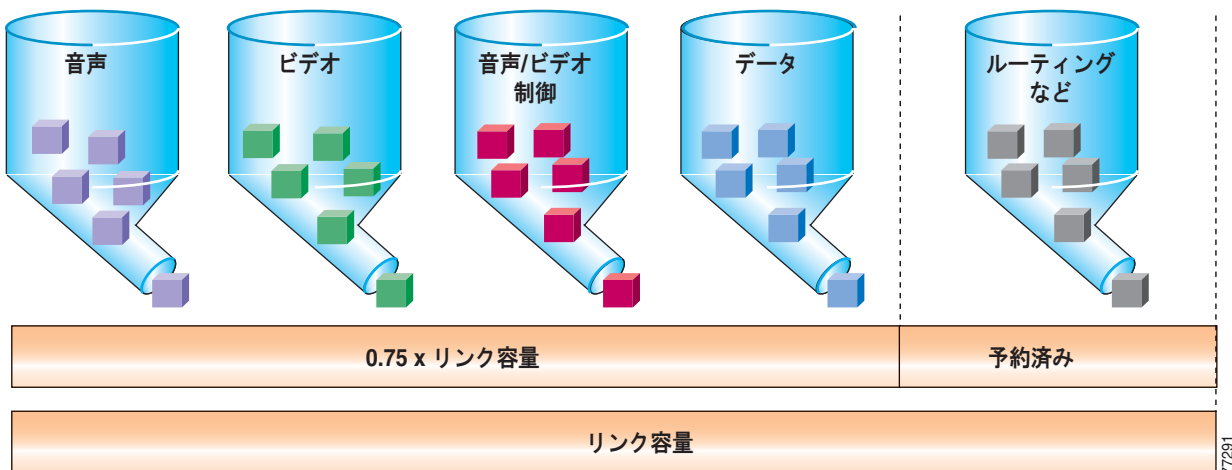 音声
ビデオ
音声/ビデオ
制御
データ
ルーティング
など
0.75 x リンク容量
予約済み
リンク容量